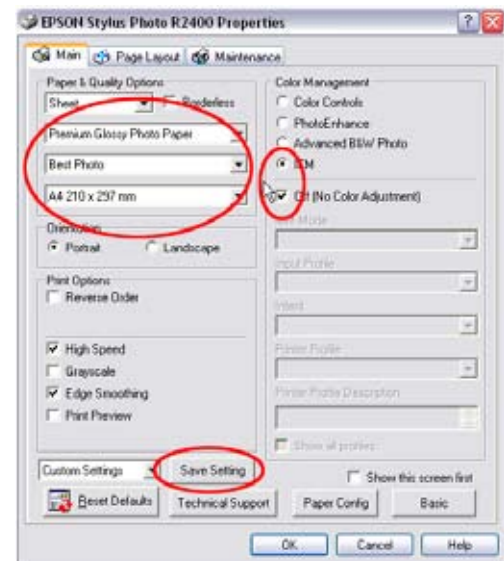 EPSON Stylus Photo R2400 Properties
Main Page Layout Maintenance
Paper & Quality Options
Sheet Borderless
Premium Glossy Photo Paper
Best Photo
A4 210 x 297 mm
Orientation
Portrait Landscape
Print Options
Reverse Order
High Speed
Grayscale
Edge Smoothing
Print Preview
Color Management
Color Controls
PhotoEnhance
Advanced B&W Photo
ICM
Off (No Color Adjustment)
Input Profile
Intent
Printer Profile
Printer Profile Description
Show all profiles
Custom Settings Save Setting
Show this screen first
Reset Defaults Technical Support Paper Config Basic
OK Cancel Help